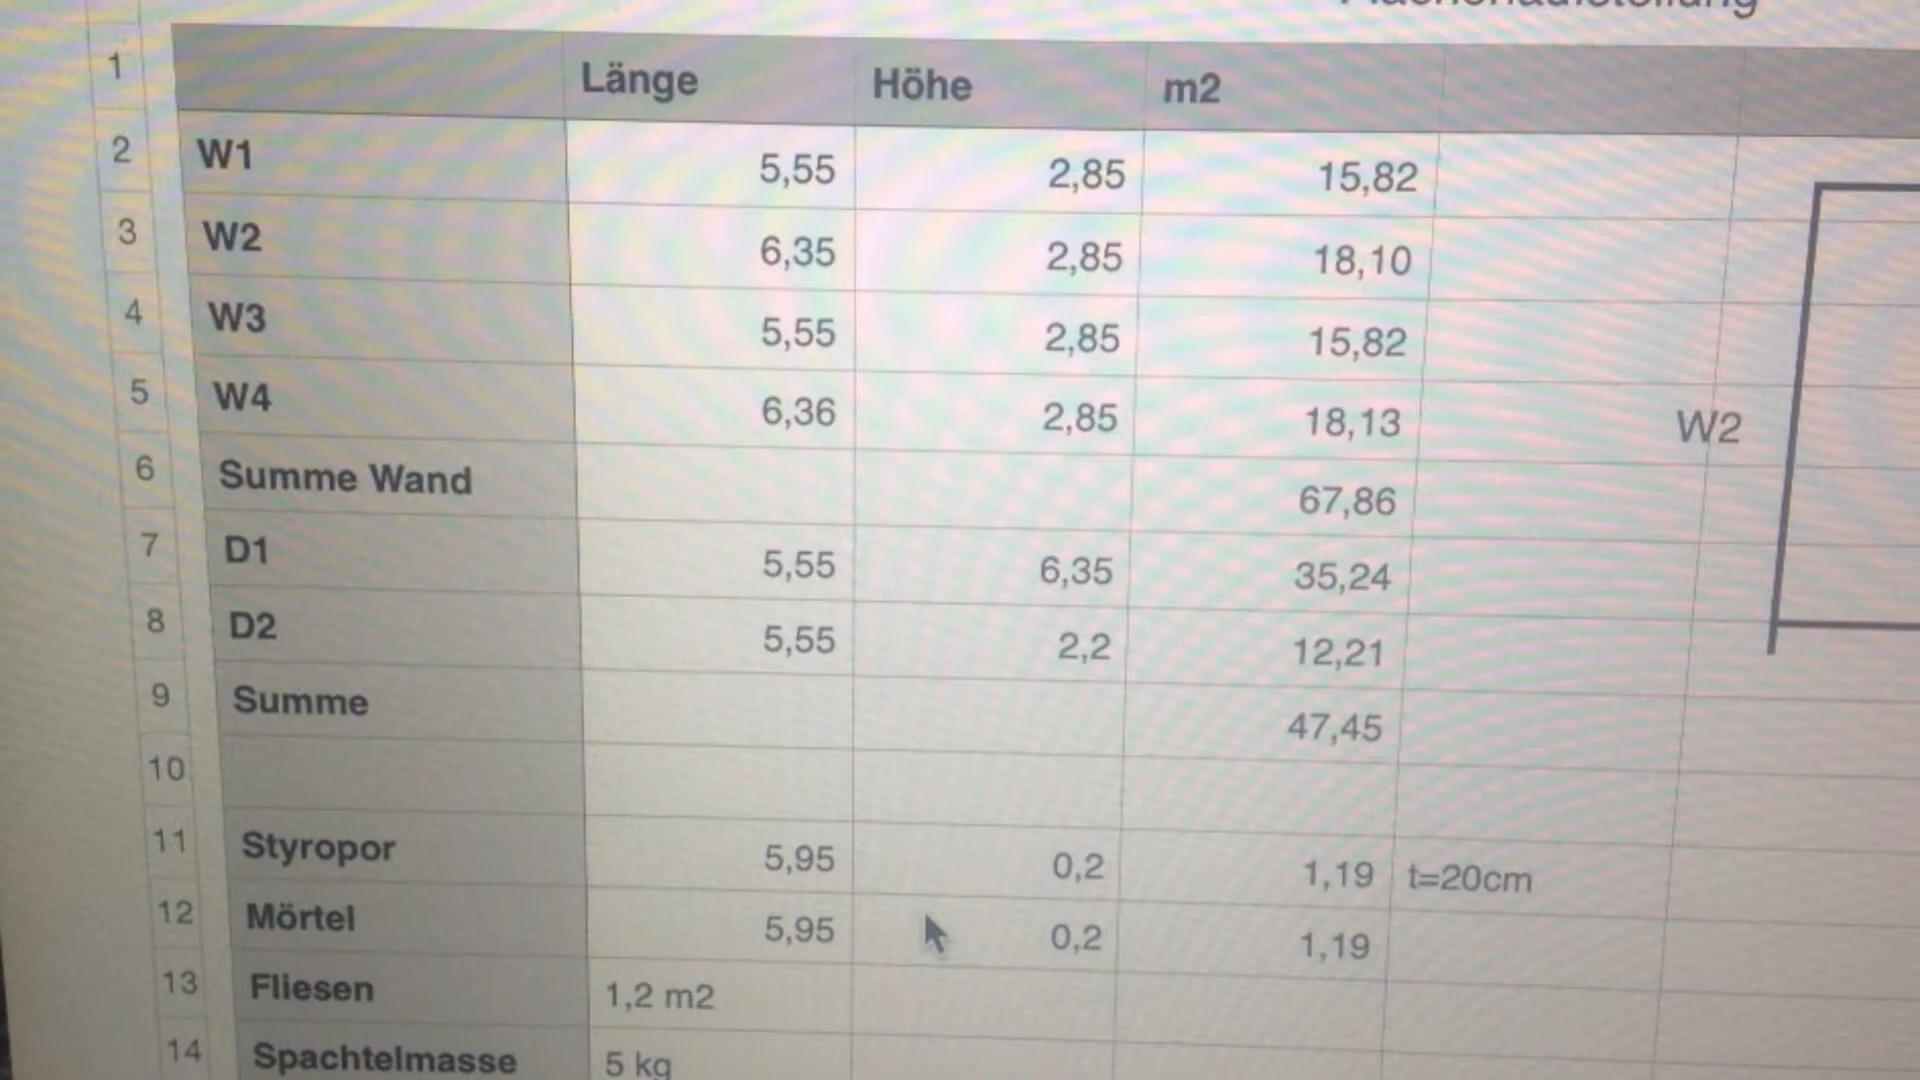 Flächenaufstellung
1 Länge Höhe m2
2 W1 5,55 2,85 15,82
3 W2 6,35 2,85 18,10
4 W3 5,55 2,85 15,82
5 W4 6,36 2,85 18,13
W2
6 Summe Wand 67,86
7 D1 5,55 6,35 35,24
8 D2 5,55 2,2 12,21
9 Summe 47,45
10
11 Styropor 5,95 0,2 1,19 t=20cm
12 Mörtel 5,95 0,2 1,19
13 Fliesen 1,2 m2
14 Spachtelmasse 5 kg